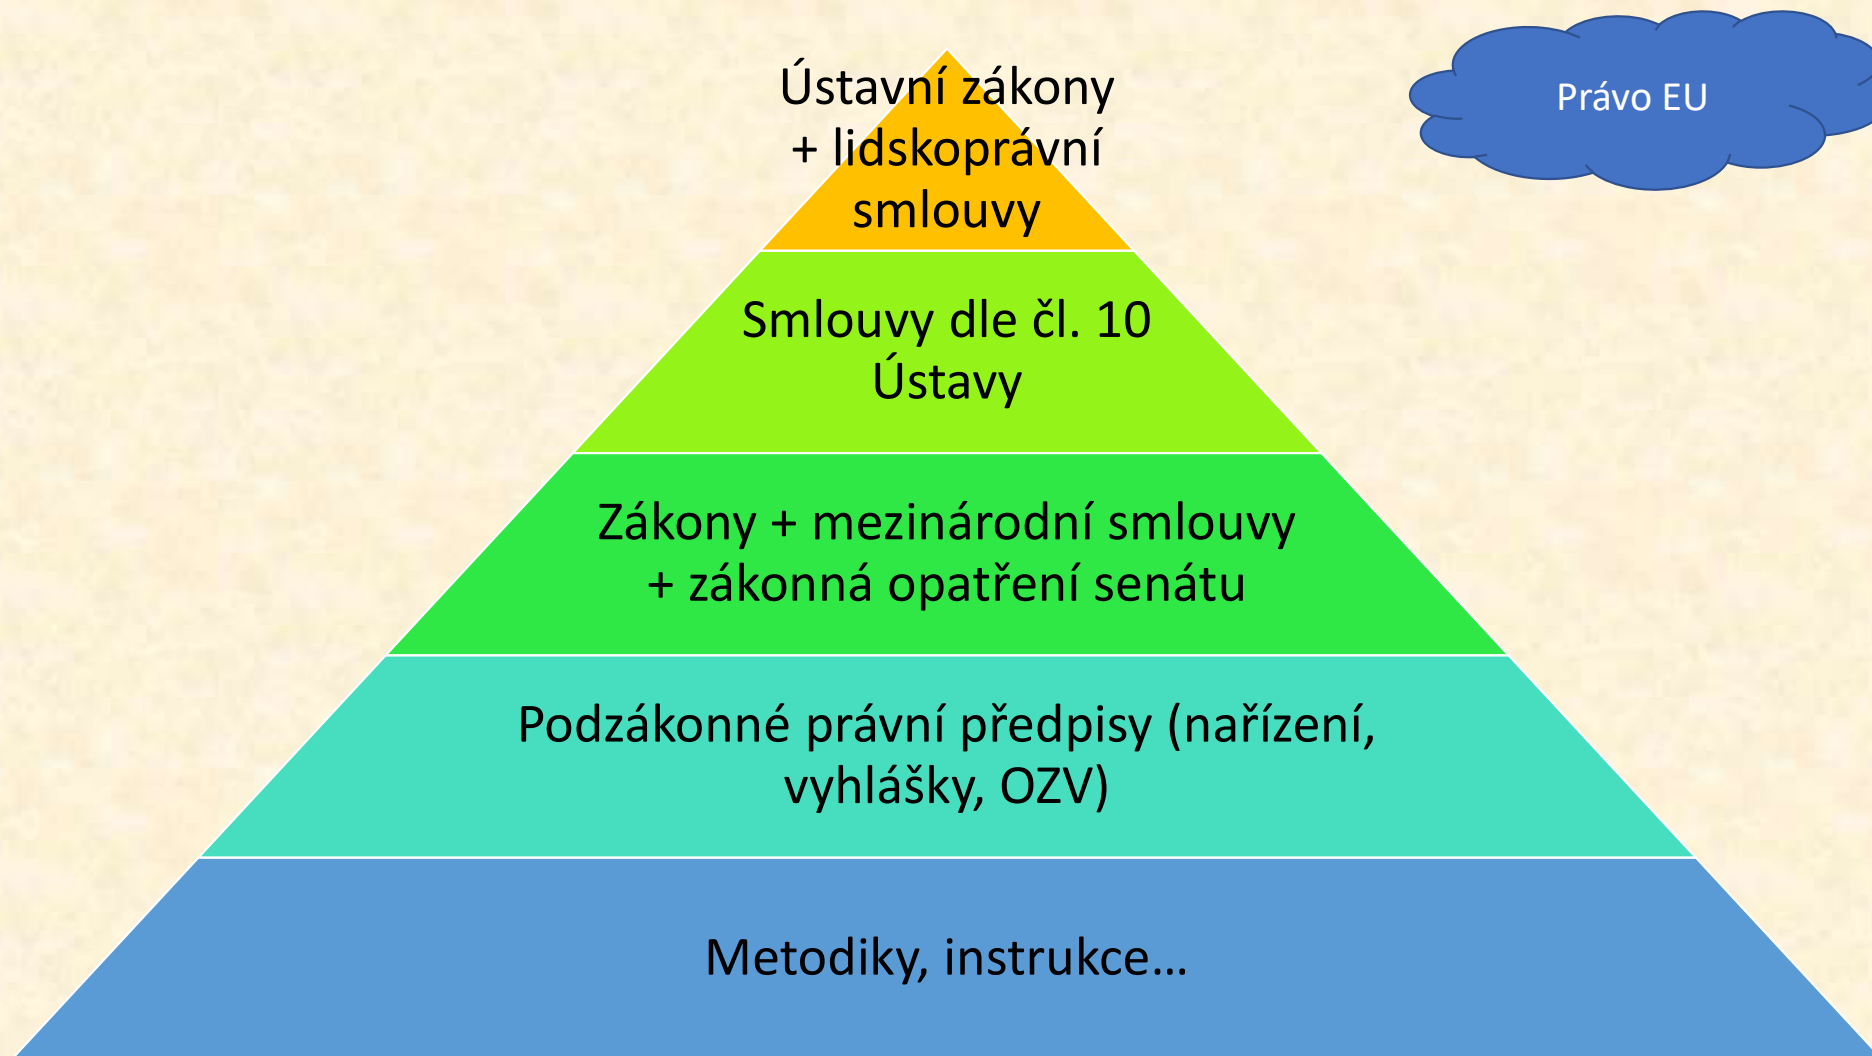 Ústavní zákony
+ lidskoprávní
smlouvy
Právo EU
Smlouvy dle čl. 10
Ústavy
Zákony + mezinárodní smlouvy
+ zákonná opatření senátu
Podzákonné právní předpisy (nařízení,
vyhlášky, OZV)
Metodiky, instrukce…